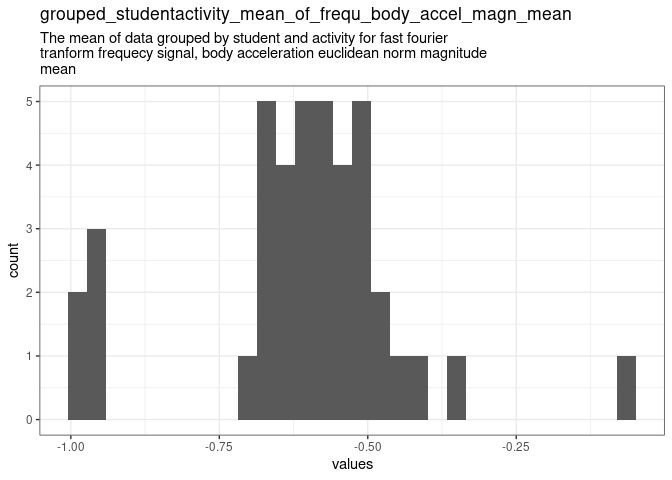 grouped_studentactivity_mean_of_frequ_body_accel_magn_mean
The mean of data grouped by student and activity for fast fourier
tranform frequecy signal, body acceleration euclidean norm magnitude
mean
5
4
3
2
1
0
count
-1.00 -0.75 -0.50 -0.25
values